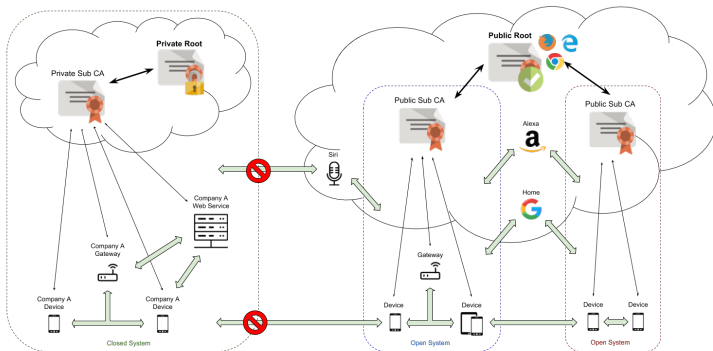 Private Root
Private Sub CA
Company A
Web Service
Company A
Gateway
Company A
Device
Company A
Device
Closed System
Siri
Public Root
Public Sub CA
Alexa
a
Home
G
Gateway
Device
Device
Open System
Public Sub CA
Device
Device
Open System